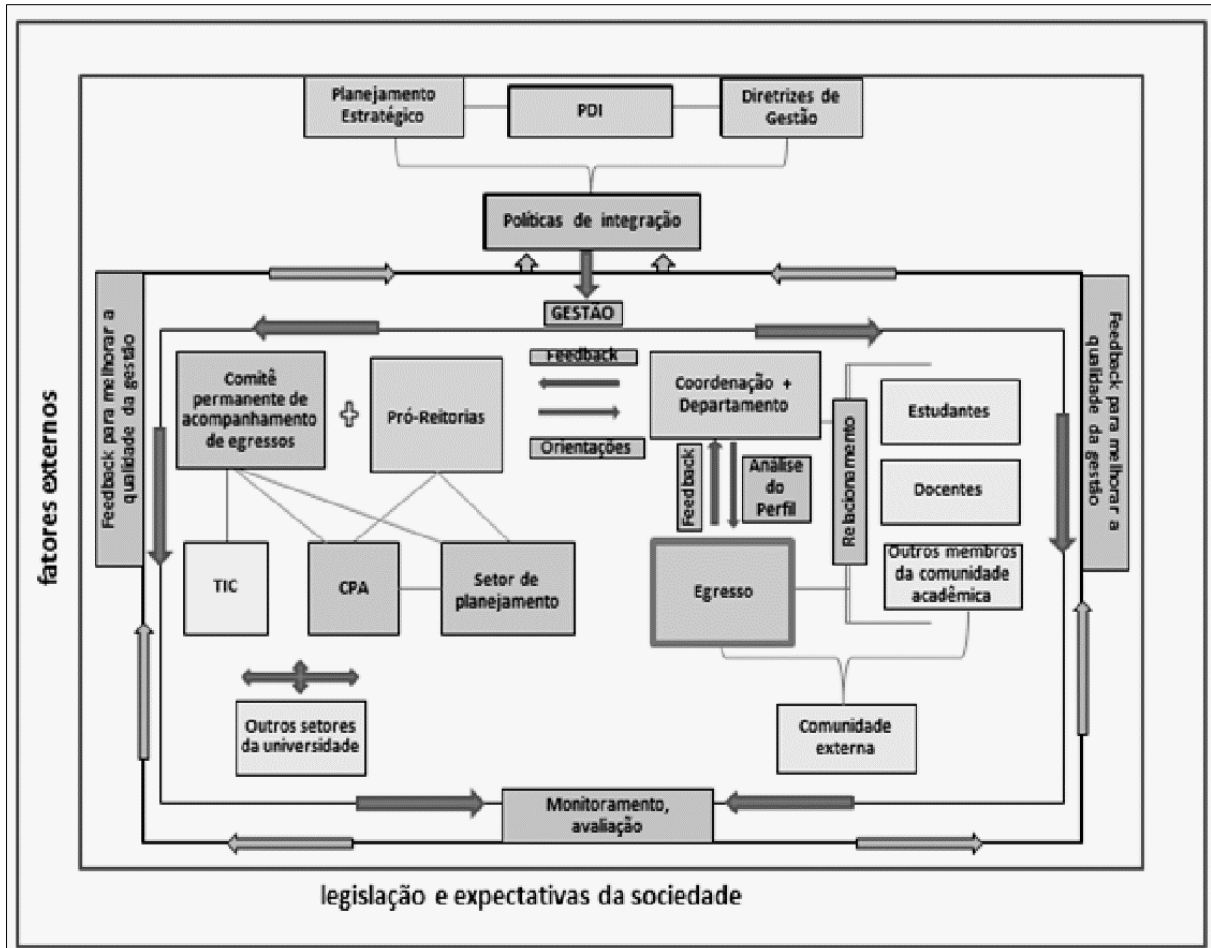 Planejamento
Estratégico
PDI
Diretrizes de
Gestão
Políticas de integração
GESTÃO
Feedback para melhorar a
qualidade da gestão
Feedback para melhorar a
qualidade da gestão
fatores externos
Comitê
permanente de
acompanhamento
de egressos
Pró-Reitorias
Feedback
Orientações
Coordenação +
Departamento
Relacionamento
Estudantes
Docentes
Outros membros
da comunidade
acadêmica
Feedback
Análise
do
Perfil
TIC
CPA
Setor de
planejamento
Egresso
Outros setores
da universidade
Comunidade
externa
Monitoramento,
avaliação
legislação e expectativas da sociedade